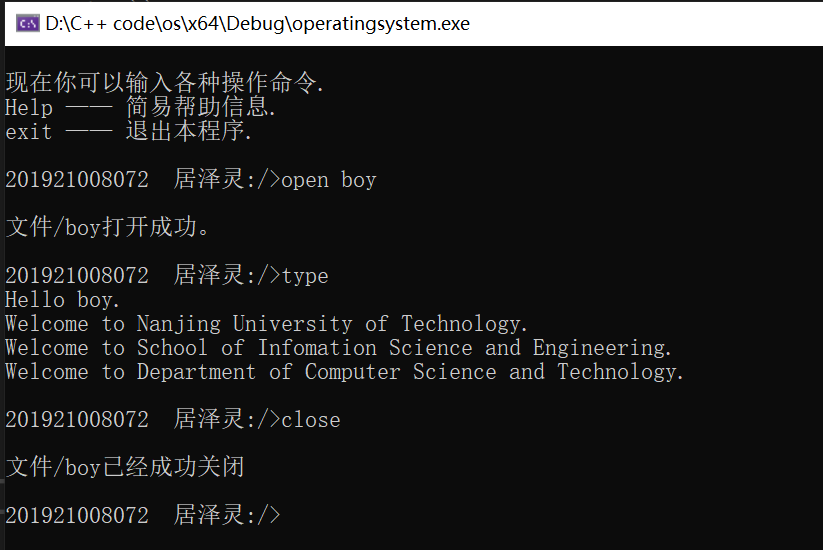 D:\C++ code\os\x64\Debug\operatingsystem.exe
现在你可以输入各种操作命令.
Help —— 简易帮助信息.
exit —— 退出本程序.
201921008072  居泽灵:/>open boy
文件/boy打开成功。
201921008072  居泽灵:/>type
Hello boy.
Welcome to Nanjing University of Technology.
Welcome to School of Infomation Science and Engineering.
Welcome to Department of Computer Science and Technology.
201921008072  居泽灵:/>close
文件/boy已经成功关闭
201921008072  居泽灵:/>